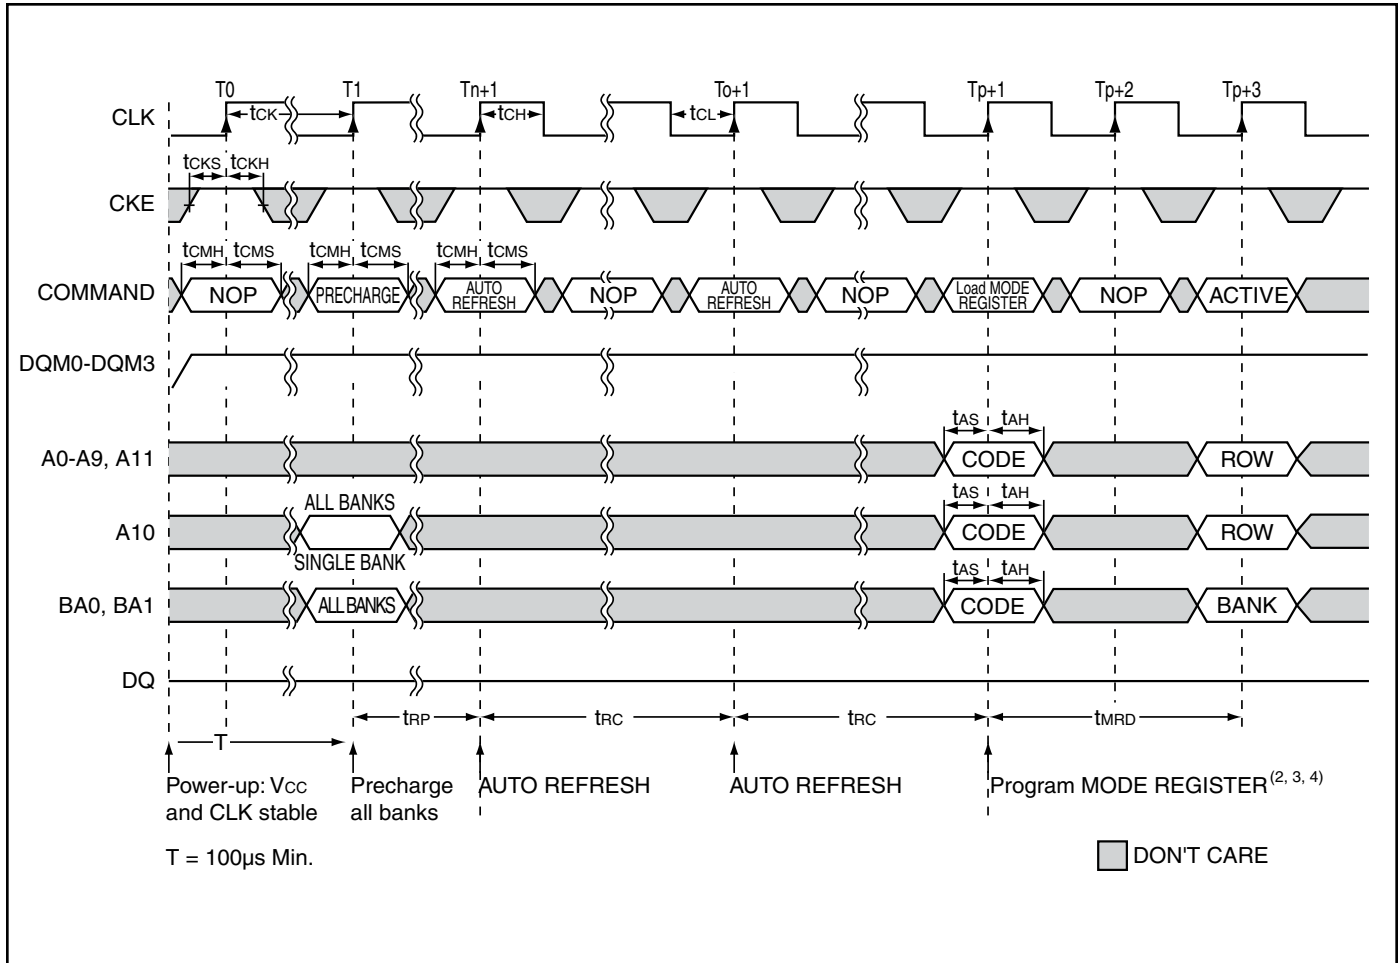 T0 T1 Tn+1 To+1 Tp+1 Tp+2 Tp+3
CLK tCK tCH tCL
tCKS tCKH
CKE
tCMH tCMS tCMH tCMS tCMH tCMS
COMMAND NOP PRECHARGE AUTO REFRESH NOP AUTO REFRESH NOP Load MODE REGISTER NOP ACTIVE
DQM0-DQM3
tAS tAH
A0-A9, A11 CODE ROW
ALL BANKS tAS tAH
A10 CODE ROW
SINGLE BANK tAS tAH
BA0, BA1 ALL BANKS CODE BANK
DQ
tRP tRC tRC tMRD
T
Power-up: VCC and CLK stable
Precharge all banks
AUTO REFRESH
AUTO REFRESH
Program MODE REGISTER(2, 3, 4)
T = 100µs Min.
DON'T CARE